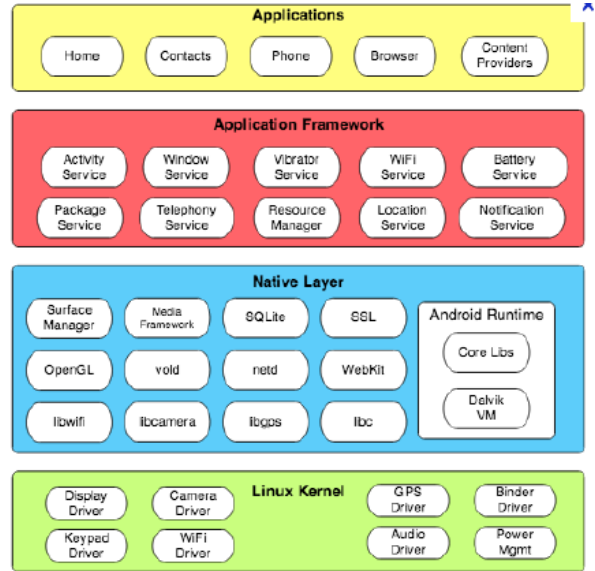 Applications
Home
Contacts
Phone
Browser
Content
Providers
Application Framework
Activity
Service
Window
Service
Vibrator
Service
WiFi
Service
Battery
Service
Package
Service
Telephony
Service
Resource
Manager
Location
Service
Notification
Service
Native Layer
Surface
Manager
Media
Framework
SQLite
SSL
Android Runtime
Core Libs
OpenGL
vold
netd
WebKit
Dalvik
VM
libwifi
libcamera
libgps
libc
Linux Kernel
Display
Driver
Camera
Driver
GPS
Driver
Binder
Driver
Keypad
Driver
WiFi
Driver
Audio
Driver
Power
Mgmt